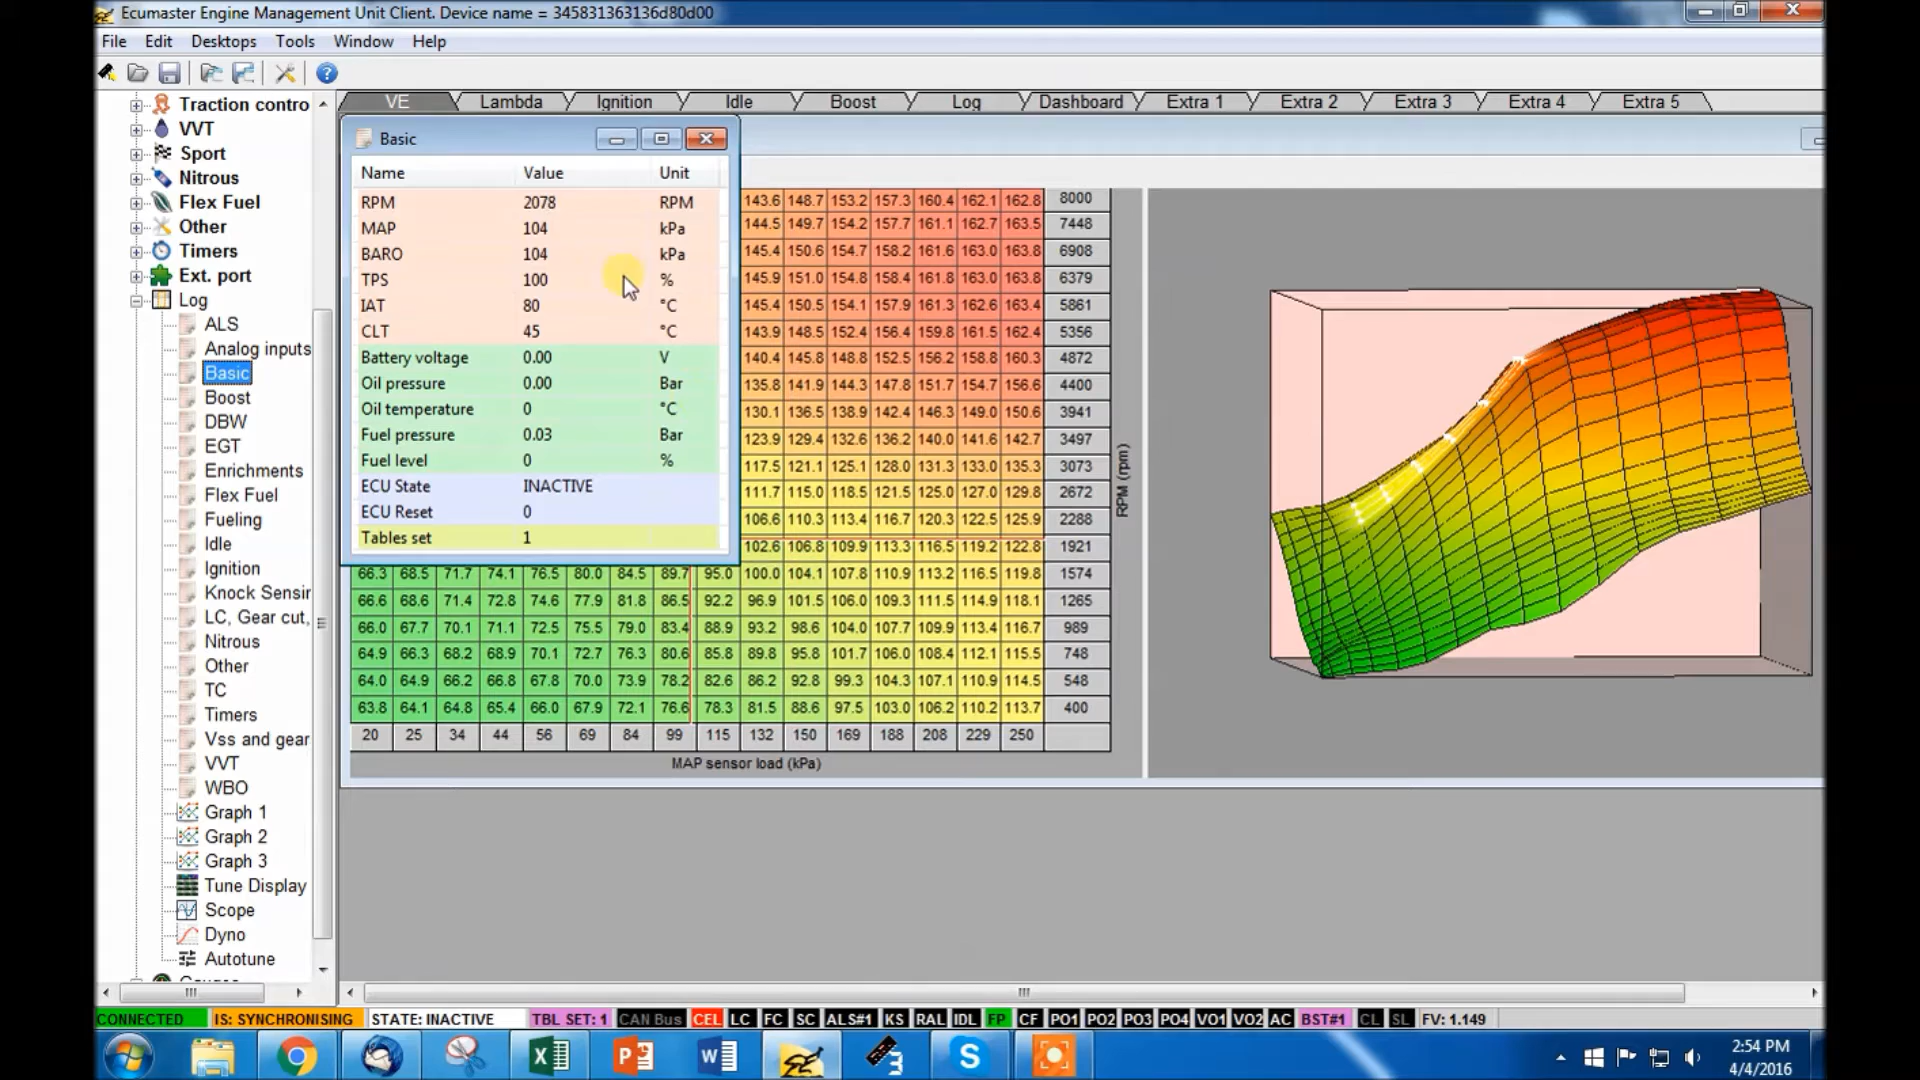 Ecumaster Engine Management Unit Client. Device name = 345831363136d80d00
File Edit Desktops Tools Window Help
Traction contro
VVT
Sport
Nitrous
Flex Fuel
Other
Timers
Ext. port
Log
ALS
Analog inputs
Basic
Boost
DBW
EGT
Enrichments
Flex Fuel
Fueling
Idle
Ignition
Knock Sensir
LC, Gear cut,
Nitrous
Other
TC
Timers
Vss and gear
VVT
WBO
Graph 1
Graph 2
Graph 3
Tune Display
Scope
Dyno
Autotune
VE Lambda Ignition Idle Boost Log Dashboard Extra 1 Extra 2 Extra 3 Extra 4 Extra 5
Basic
Name Value Unit
RPM 2078 RPM
MAP 104 kPa
BARO 104 kPa
TPS 100 %
IAT 80 °C
CLT 45 °C
Battery voltage 0.00 V
Oil pressure 0.00 Bar
Oil temperature 0 °C
Fuel pressure 0.03 Bar
Fuel level 0 %
ECU State INACTIVE
ECU Reset 0
Tables set 1
143.6 148.7 153.2 157.3 160.4 162.1 162.8 8000
144.5 149.7 154.2 157.7 161.1 162.7 163.5 7448
145.4 150.6 154.7 158.2 161.6 163.0 163.8 6908
145.9 151.0 154.8 158.4 161.8 163.0 163.8 6379
145.4 150.5 154.1 157.9 161.3 162.6 163.4 5861
143.9 148.5 152.4 156.4 159.8 161.5 162.4 5356
140.4 145.8 148.8 152.5 156.2 158.8 160.3 4872
135.8 141.9 144.3 147.8 151.7 154.7 156.6 4400
130.1 136.5 138.9 142.4 146.3 149.0 150.6 3941
123.9 129.4 132.6 136.2 140.0 141.6 142.7 3497
117.5 121.1 125.1 128.0 131.3 133.0 135.3 3073
111.7 115.0 118.5 121.5 125.0 127.0 129.8 2672
106.6 110.3 113.4 116.7 120.3 122.5 125.9 2288
102.6 106.8 109.9 113.3 116.5 119.2 122.8 1921
66.3 68.5 71.7 74.1 76.5 80.0 84.5 89.7 95.0 100.0 104.1 107.8 110.9 113.2 116.5 119.8 1574
66.6 68.6 71.4 72.8 74.6 77.9 81.8 86.5 92.2 96.9 101.5 106.0 109.3 111.5 114.9 118.1 1265
66.0 67.7 70.1 71.1 72.5 75.5 79.0 83.4 88.9 93.2 98.6 104.0 107.7 109.9 113.4 116.7 989
64.9 66.3 68.2 68.9 70.1 72.7 76.3 80.6 85.8 89.8 95.8 101.7 106.0 108.4 112.1 115.5 748
64.0 64.9 66.2 66.8 67.8 70.0 73.9 78.2 82.6 86.2 92.8 99.3 104.3 107.1 110.9 114.5 548
63.8 64.1 64.8 65.4 66.0 67.9 72.1 76.6 78.3 81.5 88.6 97.5 103.0 106.2 110.2 113.7 400
20 25 34 44 56 69 84 99 115 132 150 169 188 208 229 250
MAP sensor load (kPa)
RPM (rpm)
CONNECTED IS: SYNCHRONISING STATE: INACTIVE TBL SET: 1 CAN Bus CEL LC FC SC ALS#1 KS RAL IDL FP CF PO1 PO2 PO3 PO4 VO1 VO2 AC BST#1 CL SL FV: 1.149
2:54 PM
4/4/2016